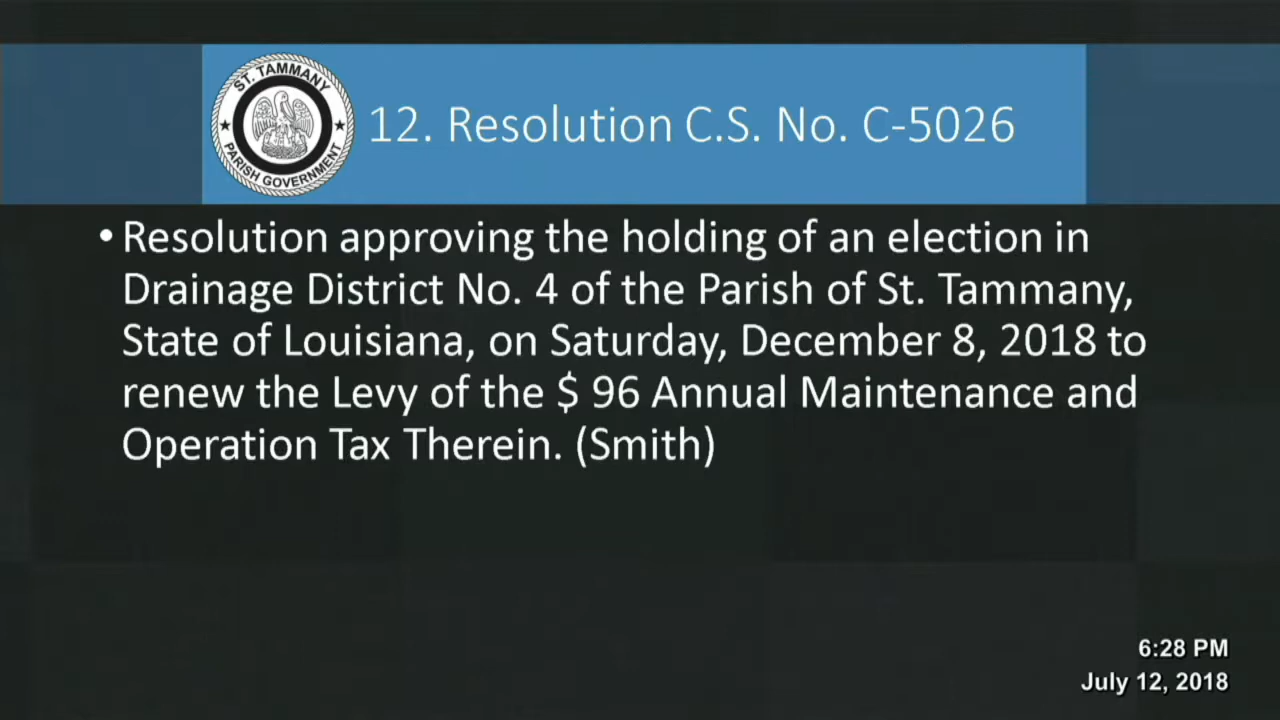 ST. TAMMANY
PARISH GOVERNMENT
12. Resolution C.S. No. C-5026
• Resolution approving the holding of an election in
Drainage District No. 4 of the Parish of St. Tammany,
State of Louisiana, on Saturday, December 8, 2018 to
renew the Levy of the $ 96 Annual Maintenance and
Operation Tax Therein. (Smith)
6:28 PM
July 12, 2018